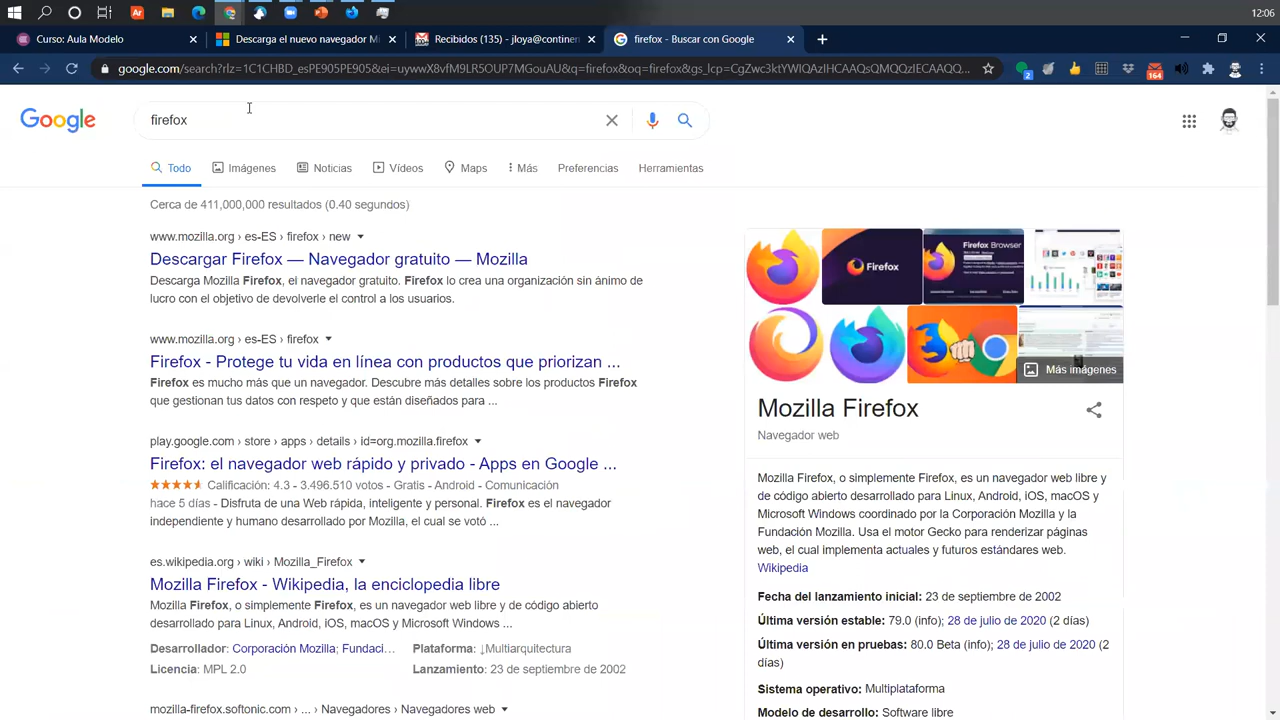 12:06
Curso: Aula Modelo
Descarga el nuevo navegador Mi
Recibidos (135) - jloya@continen
firefox - Buscar con Google
google.com/search?rlz=1C1CHBD_esPE905PE905&ei=uywwX8vfM9LR5OUP7MGouAU&q=firefox&oq=firefox&gs_lcp=CgZwc3ktYWIQAzIHCAAQsQMQQzIECAAQQ...
2
164
Google
firefox
Todo
Imágenes
Noticias
Vídeos
Maps
Más
Preferencias
Herramientas
Cerca de 411,000,000 resultados (0.40 segundos)
www.mozilla.org › es-ES › firefox › new
Descargar Firefox — Navegador gratuito — Mozilla
Descarga Mozilla Firefox, el navegador gratuito. Firefox lo crea una organización sin ánimo de
lucro con el objetivo de devolverle el control a los usuarios.
www.mozilla.org › es-ES › firefox
Firefox - Protege tu vida en línea con productos que priorizan ...
Firefox es mucho más que un navegador. Descubre más detalles sobre los productos Firefox
que gestionan tus datos con respeto y que están diseñados para ...
play.google.com › store › apps › details › id=org.mozilla.firefox
Firefox: el navegador web rápido y privado - Apps en Google ...
Calificación: 4.3 - 3.496.510 votos - Gratis - Android - Comunicación
hace 5 días - Disfruta de una Web rápida, inteligente y personal. Firefox es el navegador
independiente y humano desarrollado por Mozilla, el cual se votó ...
es.wikipedia.org › wiki › Mozilla_Firefox
Mozilla Firefox - Wikipedia, la enciclopedia libre
Mozilla Firefox, o simplemente Firefox, es un navegador web libre y de código abierto
desarrollado para Linux, Android, iOS, macOS y Microsoft Windows ...
Desarrollador: Corporación Mozilla; Fundaci...
Plataforma: ↓Multiarquitectura
Licencia: MPL 2.0
Lanzamiento: 23 de septiembre de 2002
mozilla-firefox.softonic.com › ... › Navegadores › Navegadores web
Firefox
Firefox Browser
Más imágenes
Mozilla Firefox
Navegador web
Mozilla Firefox, o simplemente Firefox, es un navegador web libre y
de código abierto desarrollado para Linux, Android, iOS, macOS y
Microsoft Windows coordinado por la Corporación Mozilla y la
Fundación Mozilla. Usa el motor Gecko para renderizar páginas
web, el cual implementa actuales y futuros estándares web.
Wikipedia
Fecha del lanzamiento inicial: 23 de septiembre de 2002
Última versión estable: 79.0 (info); 28 de julio de 2020 (2 días)
Última versión en pruebas: 80.0 Beta (info); 28 de julio de 2020 (2
días)
Sistema operativo: Multiplataforma
Modelo de desarrollo: Software libre